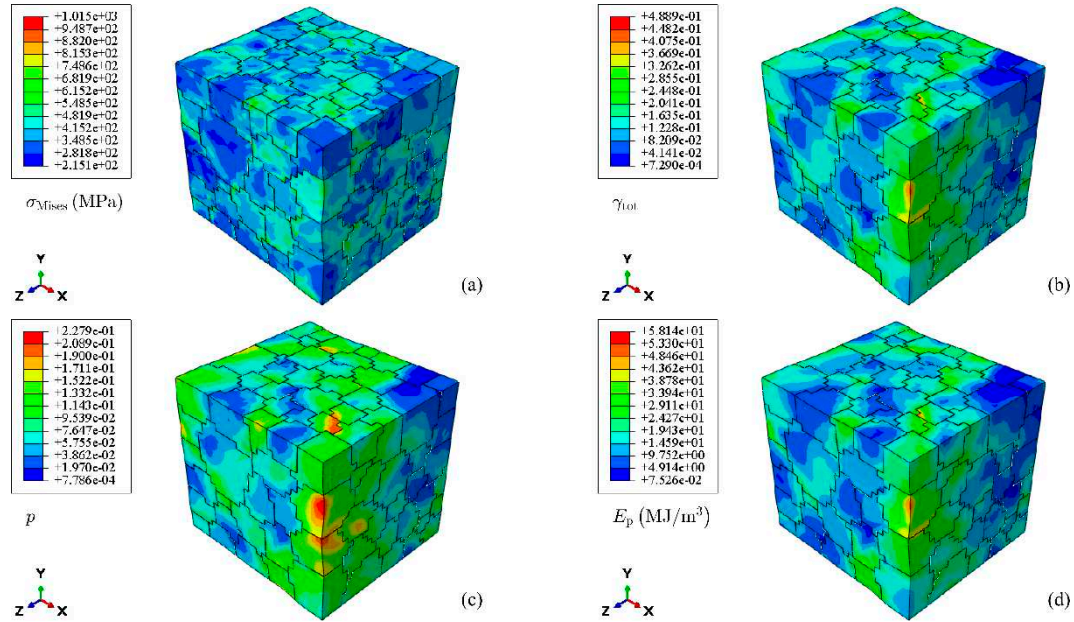 +1.015e+03
+9.487e+02
+8.820e+02
+8.153e+02
+7.486e+02
+6.819e+02
+6.152e+02
+5.485e+02
+4.819e+02
+4.152e+02
+3.485e+02
+2.818e+02
+2.151e+02
σMises (MPa)
Y
Z X
(a)
+4.889e-01
+4.482e-01
+4.075e-01
+3.669e-01
+3.262e-01
+2.855e-01
+2.448e-01
+2.041e-01
+1.635e-01
+1.228e-01
+8.209e-02
+4.141e-02
+7.290e-04
γtot
Y
Z X
(b)
+2.279e-01
+2.089e-01
+1.900e-01
+1.711e-01
+1.522e-01
+1.332e-01
+1.143e-01
+9.539e-02
+7.647e-02
+5.755e-02
+3.862e-02
+1.970e-02
+7.786e-04
p
Y
Z X
(c)
+5.814e+01
+5.330e+01
+4.846e+01
+4.362e+01
+3.878e+01
+3.394e+01
+2.911e+01
+2.427e+01
+1.943e+01
+1.459e+01
+9.752e+00
+4.914e+00
+7.526e-02
Ep (MJ/m³)
Y
Z X
(d)